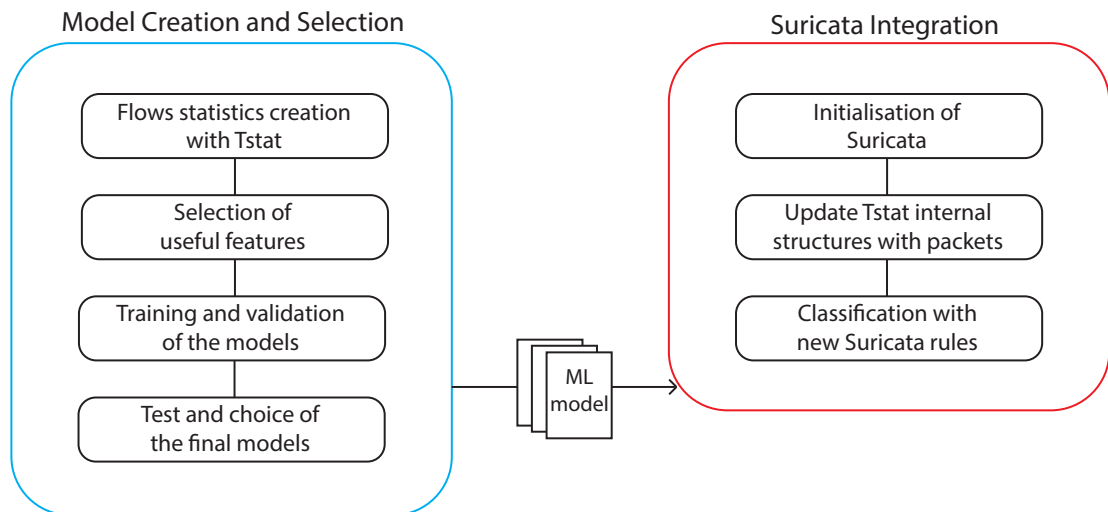 Model Creation and Selection
Flows statistics creation
with Tstat
Selection of
useful features
Training and validation
of the models
Test and choice of
the final models
ML
model
Suricata Integration
Initialisation of
Suricata
Update Tstat internal
structures with packets
Classification with
new Suricata rules